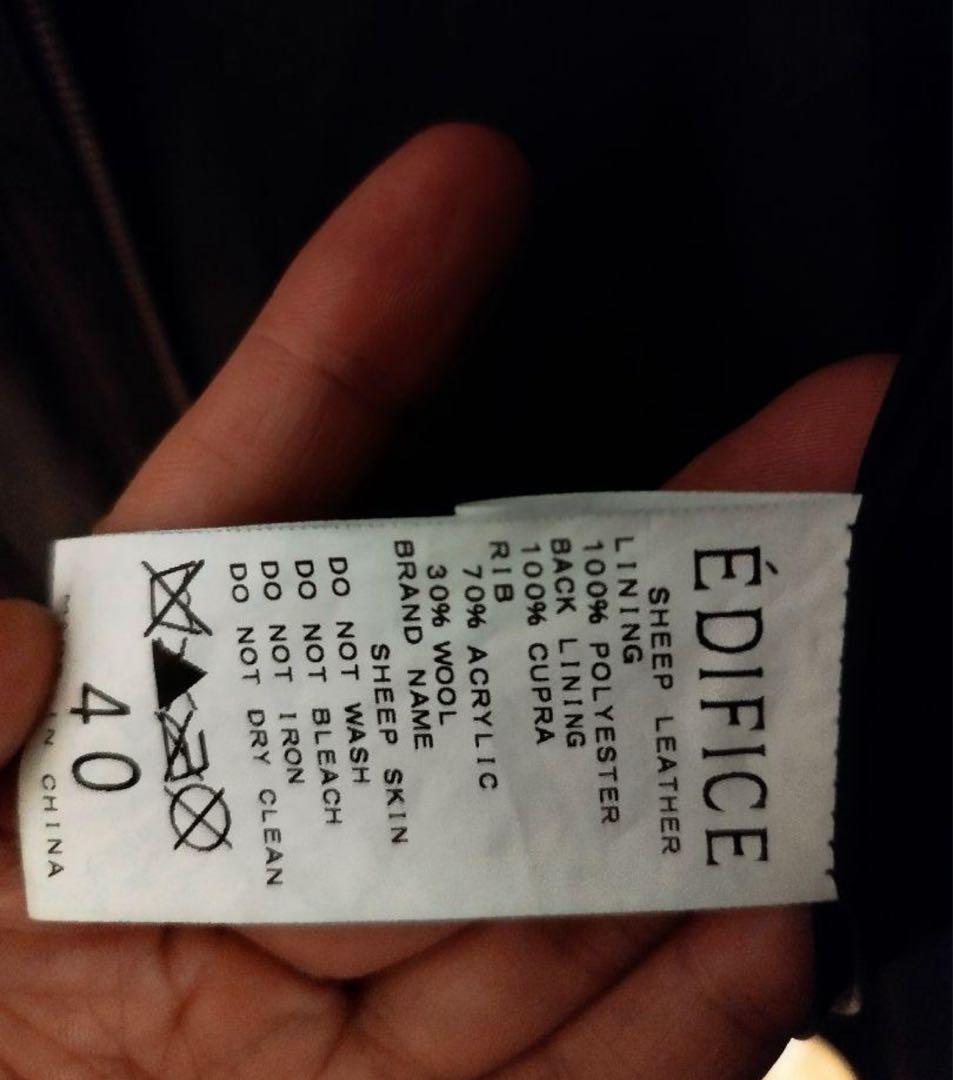 ÉDIFICE
SHEEP LEATHER
LINING
100% POLYESTER
BACK LINING
100% CUPRA
RIB
70% ACRYLIC
30% WOOL
BRAND NAME
SHEEP SKIN
DO NOT WASH
DO NOT BLEACH
DO NOT IRON
DO NOT DRY CLEAN
40
IN CHINA